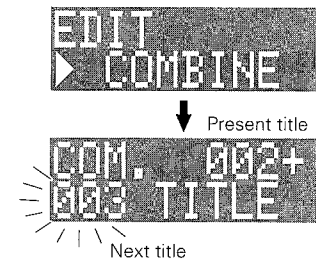 EDIT
▶ COMBINE
Present title
COM. 002+
003 TITLE
Next title